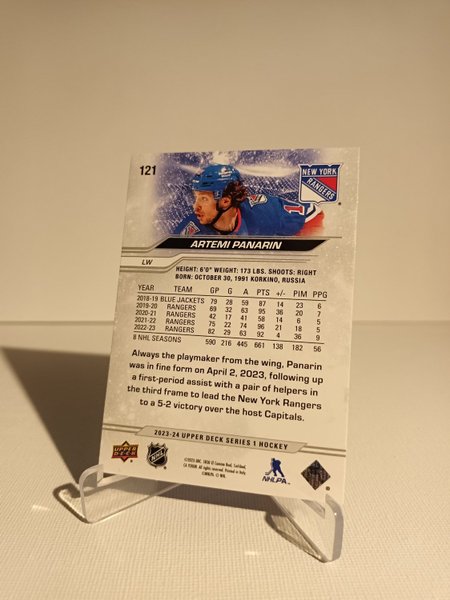 121
NEW YORK
RANGERS
ARTEMI PANARIN
LW
HEIGHT: 6'0" WEIGHT: 173 LBS. SHOOTS: RIGHT
BORN: OCTOBER 30, 1991 KORKINO, RUSSIA
YEAR TEAM GP G A PTS +/- PIM PPG
2018-19 BLUE JACKETS 79 28 59 87 14 23 6
2019-20 RANGERS 69 32 63 95 36 20 7
2020-21 RANGERS 42 17 41 58 14 6 5
2021-22 RANGERS 75 22 74 96 21 18 5
2022-23 RANGERS 82 29 63 92 4 36 9
8 NHL SEASONS 590 216 445 661 138 182 56
Always the playmaker from the wing, Panarin
was in fine form on April 2, 2023, following up
a first-period assist with a pair of helpers in
the third frame to lead the New York Rangers
to a 5-2 victory over the host Capitals.
2023-24 UPPER DECK SERIES 1 HOCKEY
UPPER DECK
NHL
NHLPA